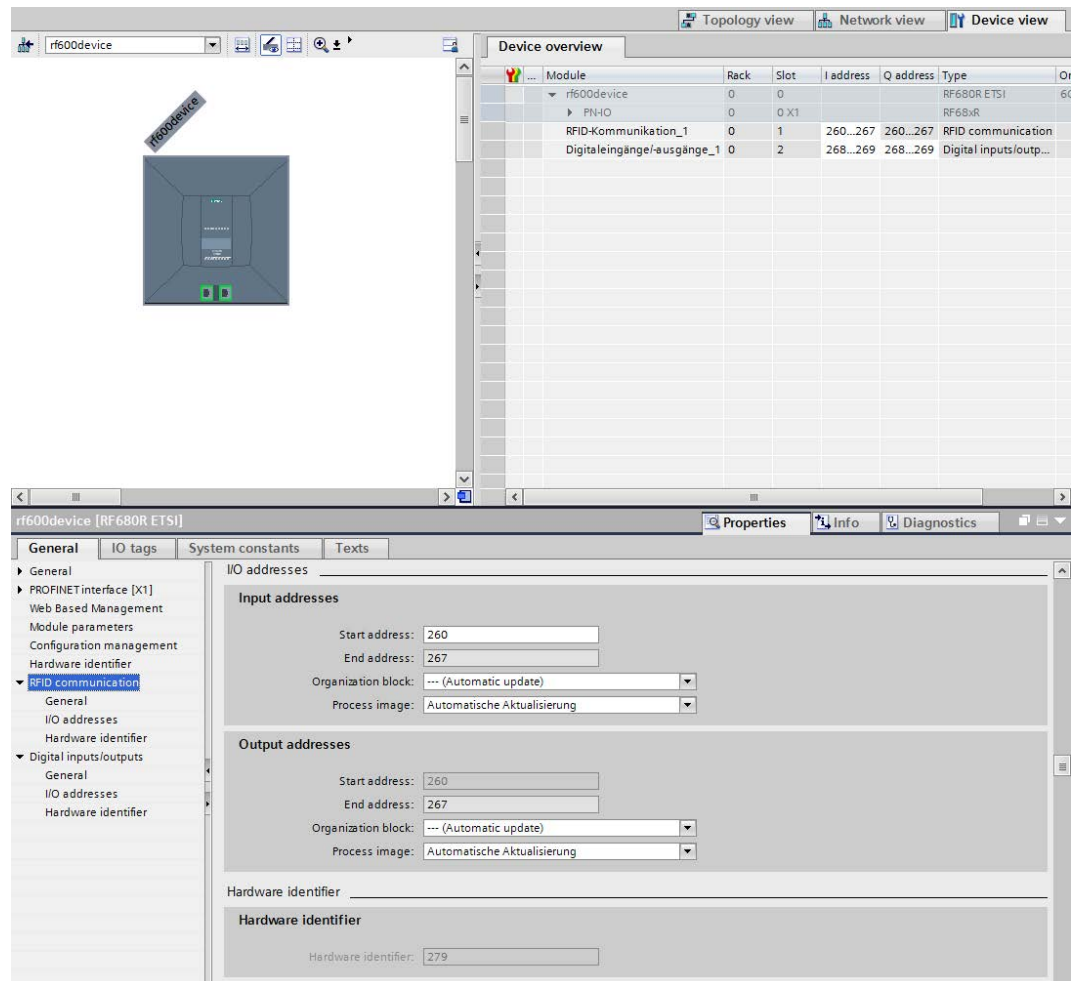 Topology view Network view Device view
rf600device Device overview
... Module Rack Slot I address Q address Type Or
rf600device 0 0 RF680R ETSI 60
PN-IO 0 0 X1 RF68xR
RFID-Kommunikation_1 0 1 260...267 260...267 RFID communication
Digitaleingänge/-ausgänge_1 0 2 268...269 268...269 Digital inputs/outp...
rf600device
rf600device [RF680R ETSI] Properties Info Diagnostics
General IO tags System constants Texts
General
PROFINET interface [X1]
Web Based Management
Module parameters
Configuration management
Hardware identifier
RFID communication
General
I/O addresses
Hardware identifier
Digital inputs/outputs
General
I/O addresses
Hardware identifier
I/O addresses
Input addresses
Start address: 260
End address: 267
Organization block: --- (Automatic update)
Process image: Automatische Aktualisierung
Output addresses
Start address: 260
End address: 267
Organization block: --- (Automatic update)
Process image: Automatische Aktualisierung
Hardware identifier
Hardware identifier
Hardware identifier: 279